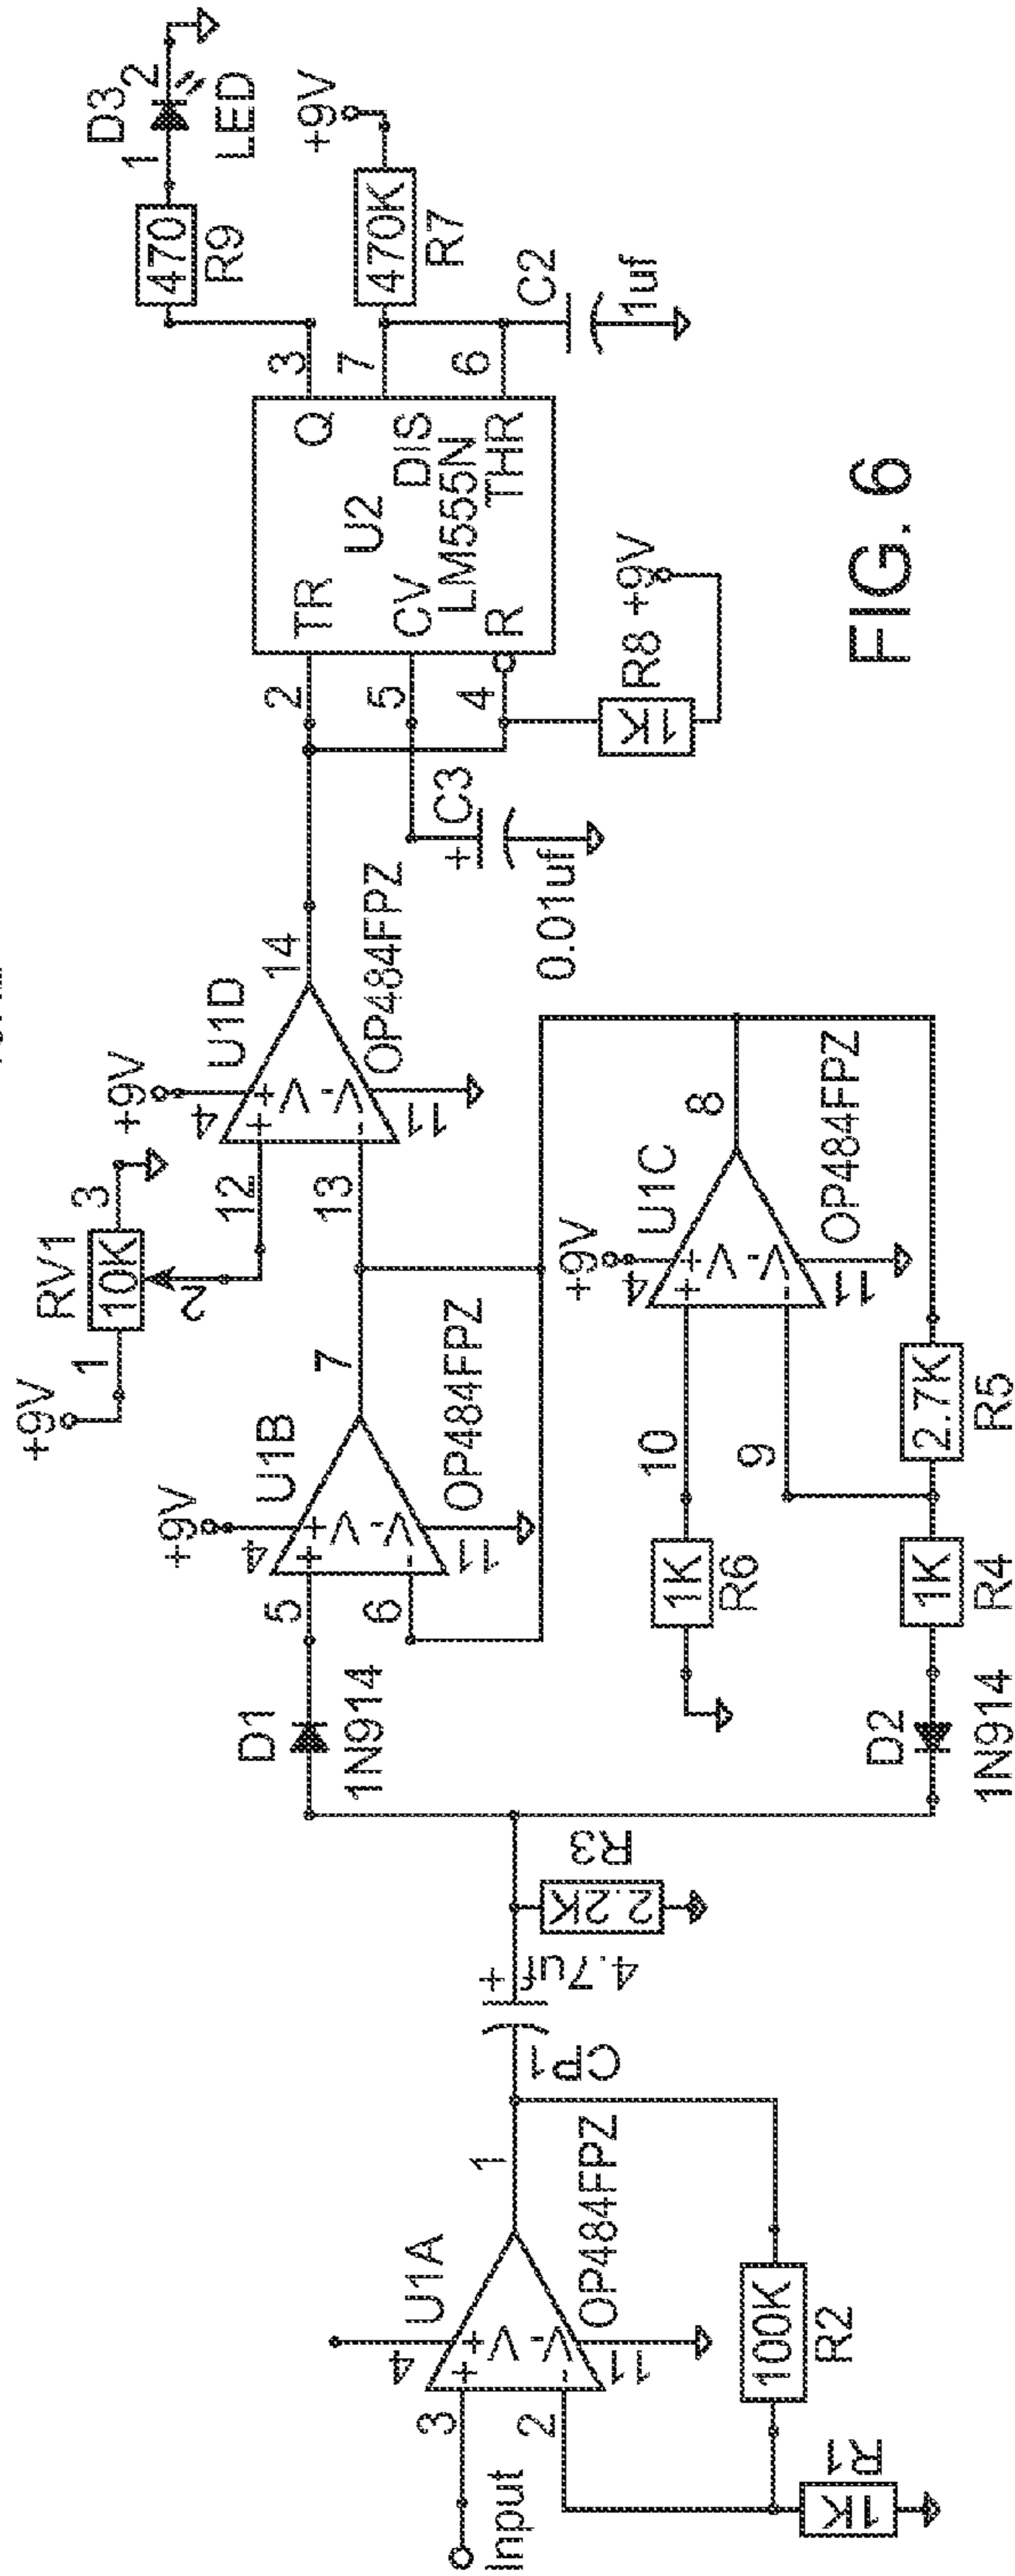 Input
3
2
4
11
+
-
V+
V-
U1A
OP484FPZ
1
1K
R1
100K
R2
CP1
+
4.7uf
2.2K
R3
D1
1N914
5
6
+9V
4
11
+
-
V+
V-
U1B
OP484FPZ
7
+9V
1
RV1
10K
3
2
12
13
+9V
4
11
+
-
V+
V-
U1D
OP484FPZ
14
D2
1N914
1K
R4
2.7K
R5
1K
R6
10
9
+9V
4
11
+
-
V+
V-
U1C
OP484FPZ
8
+
C3
0.01uf
2
5
4
TR
CV
R
U2
LM555N
Q
DIS
THR
3
7
6
1K
R8
+9V
470
R9
1
D3
2
LED
470K
R7
+9V
C2
1uf
FIG. 6